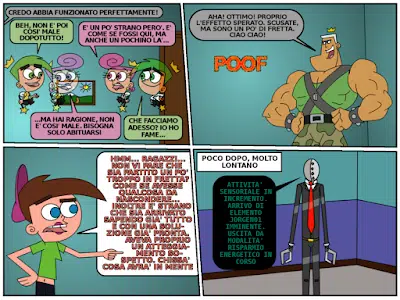 CREDO ABBIA FUNZIONATO PERFETTAMENTE!
BEH, NON E' POI
COSI' MALE
DOPOTUTTO!
E' UN PO' STRANO PERO'. E'
COME SE FOSSI QUI, MA
ANCHE UN POCHINO LA'...
...MA HAI RAGIONE, NON
E' COSI' MALE. BISOGNA
SOLO ABITUARSI
CHE FACCIAMO
ADESSO? IO HO
FAME...
AHA! OTTIMO! PROPRIO
L'EFFETTO SPERATO. SCUSATE,
MA SONO UN PO' DI FRETTA.
CIAO CIAO!
POOF
HMM... RAGAZZI...
NON VI PARE CHE
SIA PARTITO UN PO'
TROPPO IN FRETTA?
COME SE AVESSE
QUALCOSA DA
NASCONDERE...
INOLTRE E' STRANO
CHE SIA ARRIVATO
SAPENDO GIA' TUTTO
E CON UNA SOLU-
ZIONE GIA' PRONTA.
AVEVA PROPRIO
UN ATTEGGIA-
MENTO SO-
SPETTO. CHISSA'
COSA AVRA' IN MENTE
POCO DOPO, MOLTO
LONTANO
ATTIVITA'
SENSORIALE IN
INCREMENTO.
ARRIVO DI
ELEMENTO
JORGEN01
IMMINENTE.
USCITA DA
MODALITA'
RISPARMIO
ENERGETICO IN
CORSO